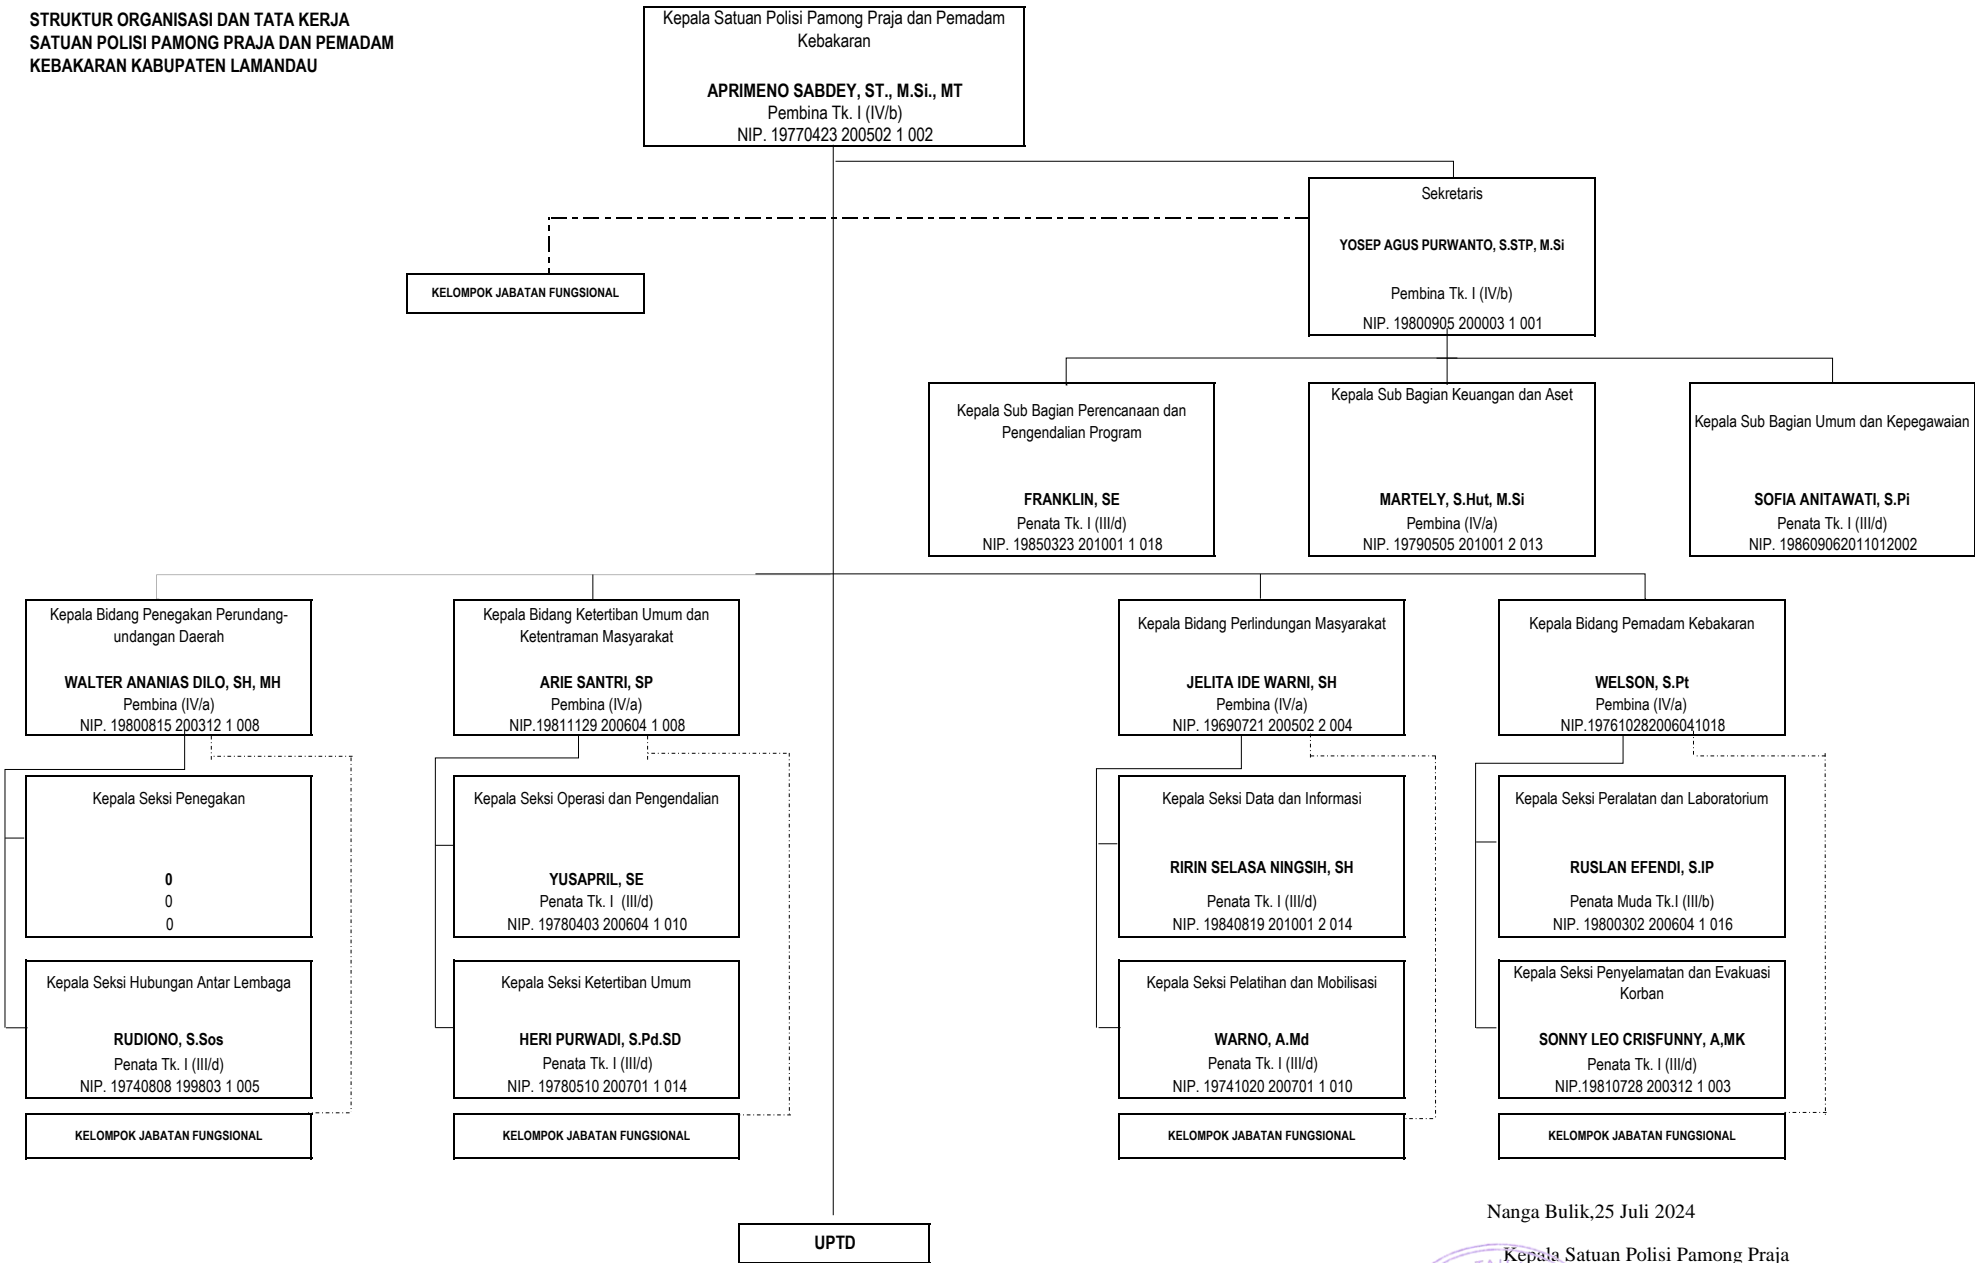 STRUKTUR ORGANISASI DAN TATA KERJA
SATUAN POLISI PAMONG PRAJA DAN PEMADAM
KEBAKARAN KABUPATEN LAMANDAU
Kepala Satuan Polisi Pamong Praja dan Pemadam
Kebakaran
APRIMENO SABDEY, ST., M.Si., MT
Pembina Tk. I (IV/b)
NIP. 19770423 200502 1 002
Sekretaris
YOSEP AGUS PURWANTO, S.STP, M.Si
Pembina Tk. I (IV/b)
NIP. 19800905 200003 1 001
KELOMPOK JABATAN FUNGSIONAL
Kepala Sub Bagian Perencanaan dan
Pengendalian Program
FRANKLIN, SE
Penata Tk. I (III/d)
NIP. 19850323 201001 1 018
Kepala Sub Bagian Keuangan dan Aset
MARTELY, S.Hut, M.Si
Pembina (IV/a)
NIP. 19790505 201001 2 013
Kepala Sub Bagian Umum dan Kepegawaian
SOFIA ANITAWATI, S.Pi
Penata Tk. I (III/d)
NIP. 198609062011012002
Kepala Bidang Penegakan Perundang-
undangan Daerah
WALTER ANANIAS DILO, SH, MH
Pembina (IV/a)
NIP. 19800815 200312 1 008
Kepala Bidang Ketertiban Umum dan
Ketentraman Masyarakat
ARIE SANTRI, SP
Pembina (IV/a)
NIP.19811129 200604 1 008
Kepala Bidang Perlindungan Masyarakat
JELITA IDE WARNI, SH
Pembina (IV/a)
NIP. 19690721 200502 2 004
Kepala Bidang Pemadam Kebakaran
WELSON, S.Pt
Pembina (IV/a)
NIP.197610282006041018
Kepala Seksi Penegakan
0
0
0
Kepala Seksi Operasi dan Pengendalian
YUSAPRIL, SE
Penata Tk. I (III/d)
NIP. 19780403 200604 1 010
Kepala Seksi Data dan Informasi
RIRIN SELASA NINGSIH, SH
Penata Tk. I (III/d)
NIP. 19840819 201001 2 014
Kepala Seksi Peralatan dan Laboratorium
RUSLAN EFENDI, S.IP
Penata Muda Tk.I (III/b)
NIP. 19800302 200604 1 016
Kepala Seksi Hubungan Antar Lembaga
RUDIONO, S.Sos
Penata Tk. I (III/d)
NIP. 19740808 199803 1 005
Kepala Seksi Ketertiban Umum
HERI PURWADI, S.Pd.SD
Penata Tk. I (III/d)
NIP. 19780510 200701 1 014
Kepala Seksi Pelatihan dan Mobilisasi
WARNO, A.Md
Penata Tk. I (III/d)
NIP. 19741020 200701 1 010
Kepala Seksi Penyelamatan dan Evakuasi
Korban
SONNY LEO CRISFUNNY, A,MK
Penata Tk. I (III/d)
NIP.19810728 200312 1 003
KELOMPOK JABATAN FUNGSIONAL
KELOMPOK JABATAN FUNGSIONAL
KELOMPOK JABATAN FUNGSIONAL
KELOMPOK JABATAN FUNGSIONAL
UPTD
Nanga Bulik,25 Juli 2024
Kepala Satuan Polisi Pamong Praja